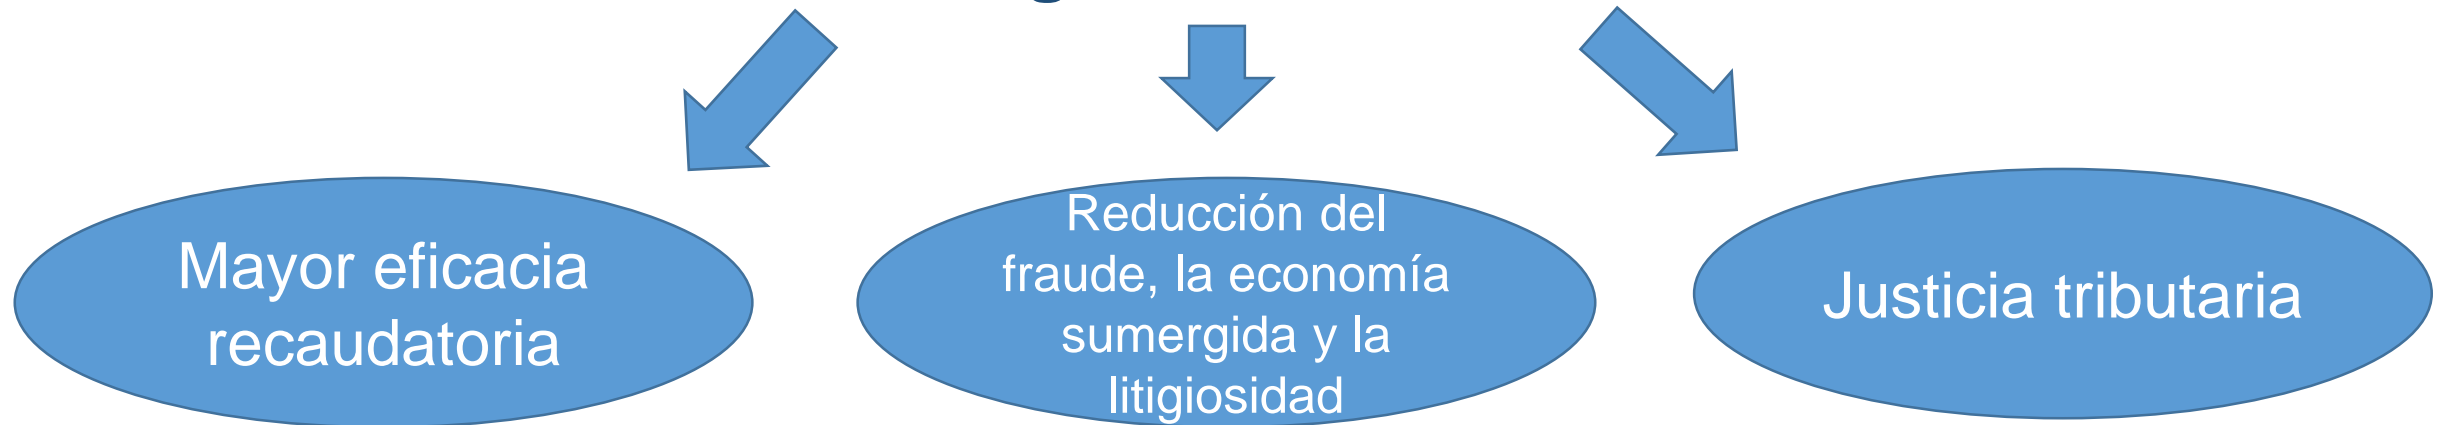 Mayor eficacia
recaudatoria
Reducción del
fraude, la economía
sumergida y la
litigiosidad
Justicia tributaria